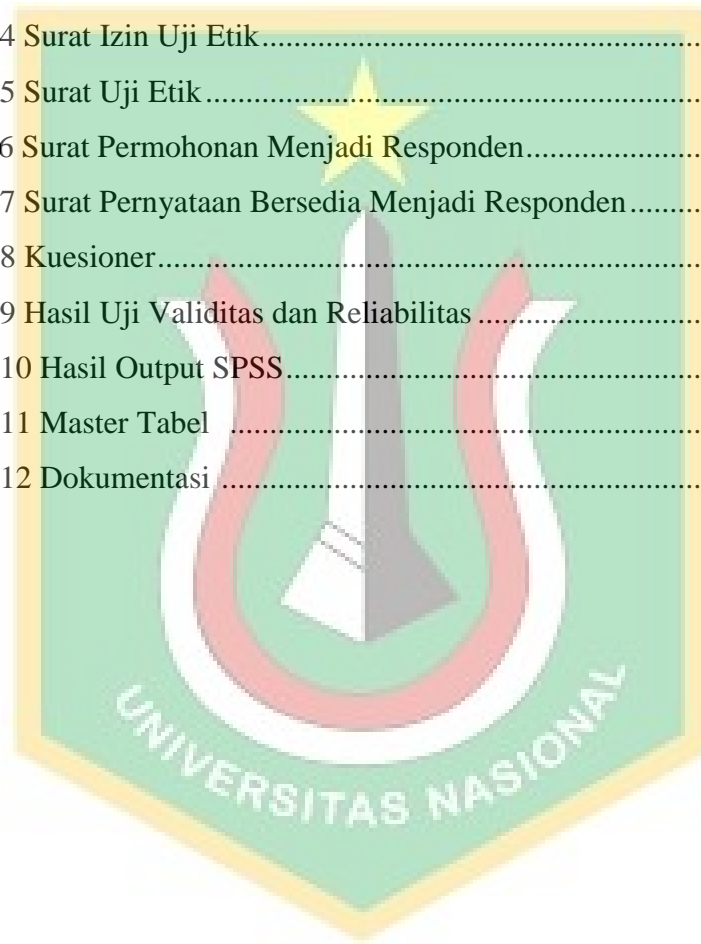 4 Surat Izin Uji Etik.......................................................
5 Surat Uji Etik..............................................................
6 Surat Permohonan Menjadi Responden......................
7 Surat Pernyataan Bersedia Menjadi Responden.........
8 Kuesioner....................................................................
9 Hasil Uji Validitas dan Reliabilitas ............................
10 Hasil Output SPSS....................................................
11 Master Tabel ...........................................................
12 Dokumentasi ............................................................
UNIVERSITAS NASIONAL